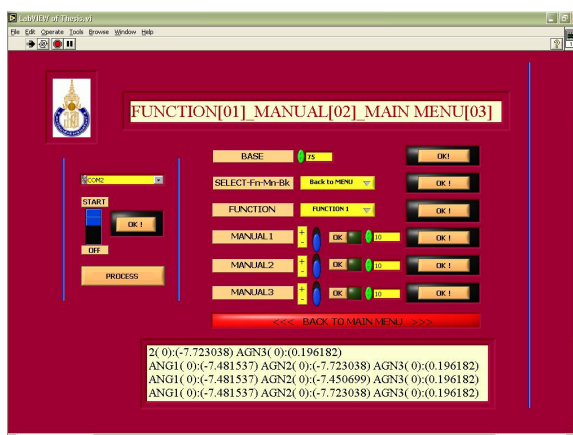 LabVIEW of Thesis.vi
File Edit Operate Tools Browse Window Help
FUNCTION[01]_MANUAL[02]_MAIN MENU[03]
BASE 75 OK!
COM2
SELECT-Fn-Mn-Bk Back to MENU OK !
START
FUNCTION FUNCTION 1 OK !
OK !
MANUAL1 + - OK 10 OK !
OFF
MANUAL2 + - OK 10 OK !
PROCESS
MANUAL3 + - OK 10 OK !
<<< BACK TO MAIN MENU >>>
2( 0):(-7.723038) AGN3( 0):(0.196182)
ANG1( 0):(-7.481537) AGN2( 0):(-7.723038) AGN3( 0):(0.196182)
ANG1( 0):(-7.481537) AGN2( 0):(-7.450699) AGN3( 0):(0.196182)
ANG1( 0):(-7.481537) AGN2( 0):(-7.723038) AGN3( 0):(0.196182)